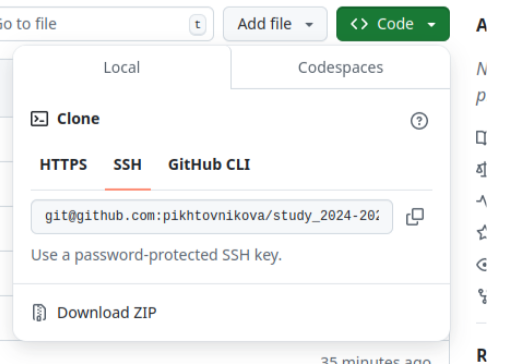 Go to file t Add file Code A
Local Codespaces
Clone
HTTPS SSH GitHub CLI
git@github.com:pikhtovnikova/study_2024-202
Use a password-protected SSH key.
Download ZIP
35 minutes ago